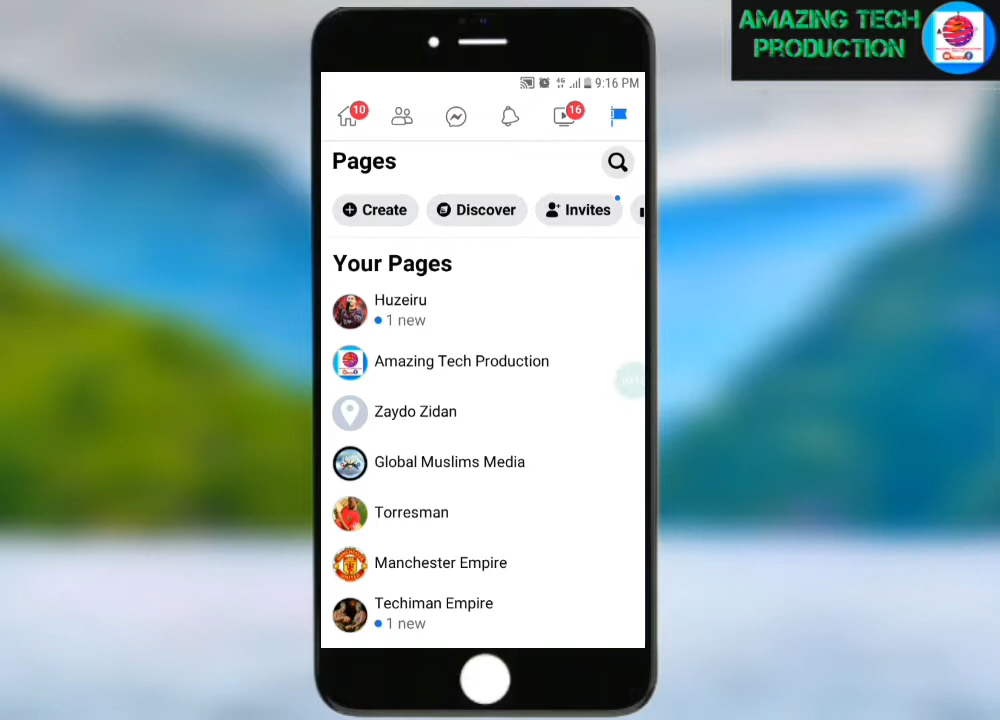 AMAZING TECH
PRODUCTION
4G
9:16 PM
10
16
Pages
Create
Discover
Invites
Your Pages
Huzeiru
1 new
Amazing Tech Production
Zaydo Zidan
Global Muslims Media
Torresman
Manchester Empire
Techiman Empire
1 new